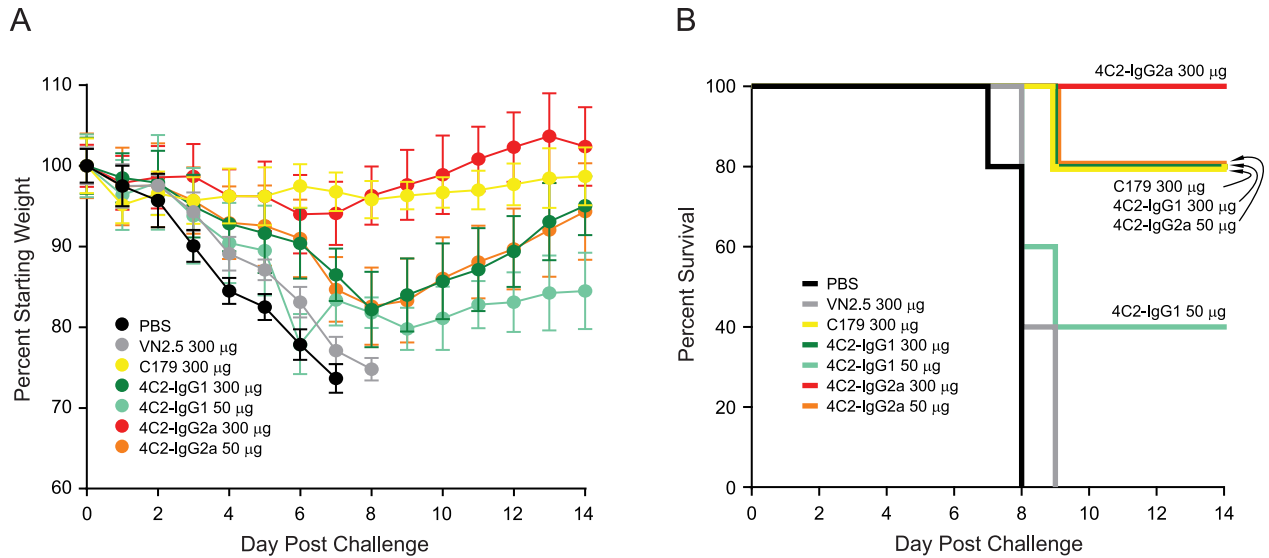 A
Percent Starting Weight
110
100
90
80
70
60
0
2
4
6
8
10
12
14
Day Post Challenge
PBS
VN2.5 300 μg
C179 300 μg
4C2-IgG1 300 μg
4C2-IgG1 50 μg
4C2-IgG2a 300 μg
4C2-IgG2a 50 μg
B
Percent Survival
100
80
60
40
20
0
0
2
4
6
8
10
12
14
Day Post Challenge
4C2-IgG2a 300 μg
C179 300 μg
4C2-IgG1 300 μg
4C2-IgG2a 50 μg
4C2-IgG1 50 μg
PBS
VN2.5 300 μg
C179 300 μg
4C2-IgG1 300 μg
4C2-IgG1 50 μg
4C2-IgG2a 300 μg
4C2-IgG2a 50 μg